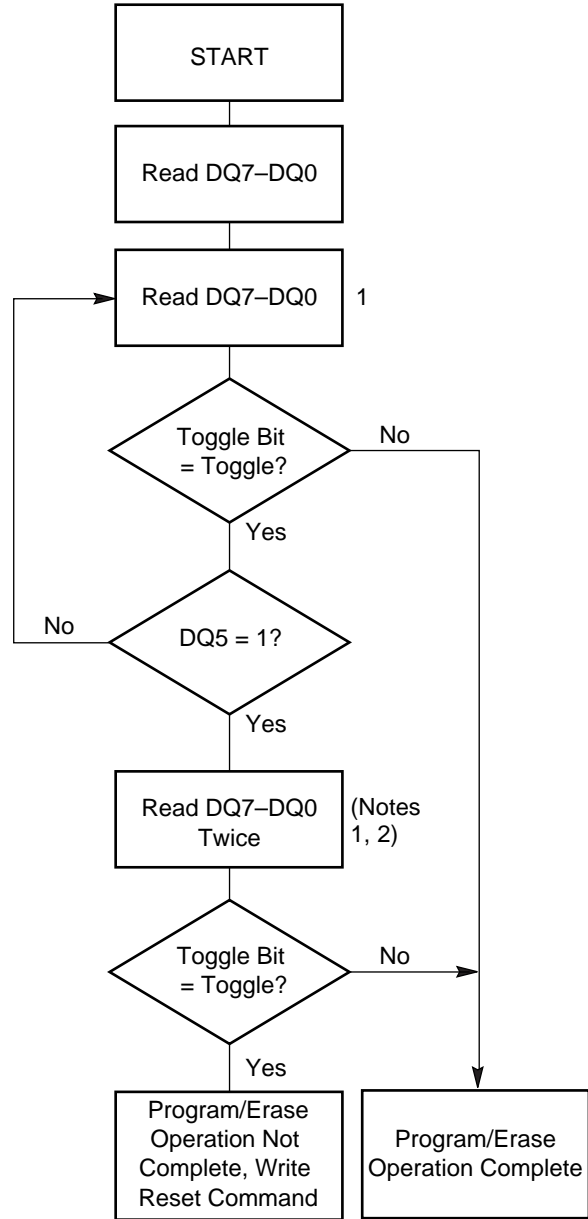 START
Read DQ7–DQ0
Read DQ7–DQ0
1
Toggle Bit
= Toggle?
No
Yes
No
DQ5 = 1?
Yes
Read DQ7–DQ0
Twice
(Notes
1, 2)
Toggle Bit
= Toggle?
No
Yes
Program/Erase
Operation Not
Complete, Write
Reset Command
Program/Erase
Operation Complete